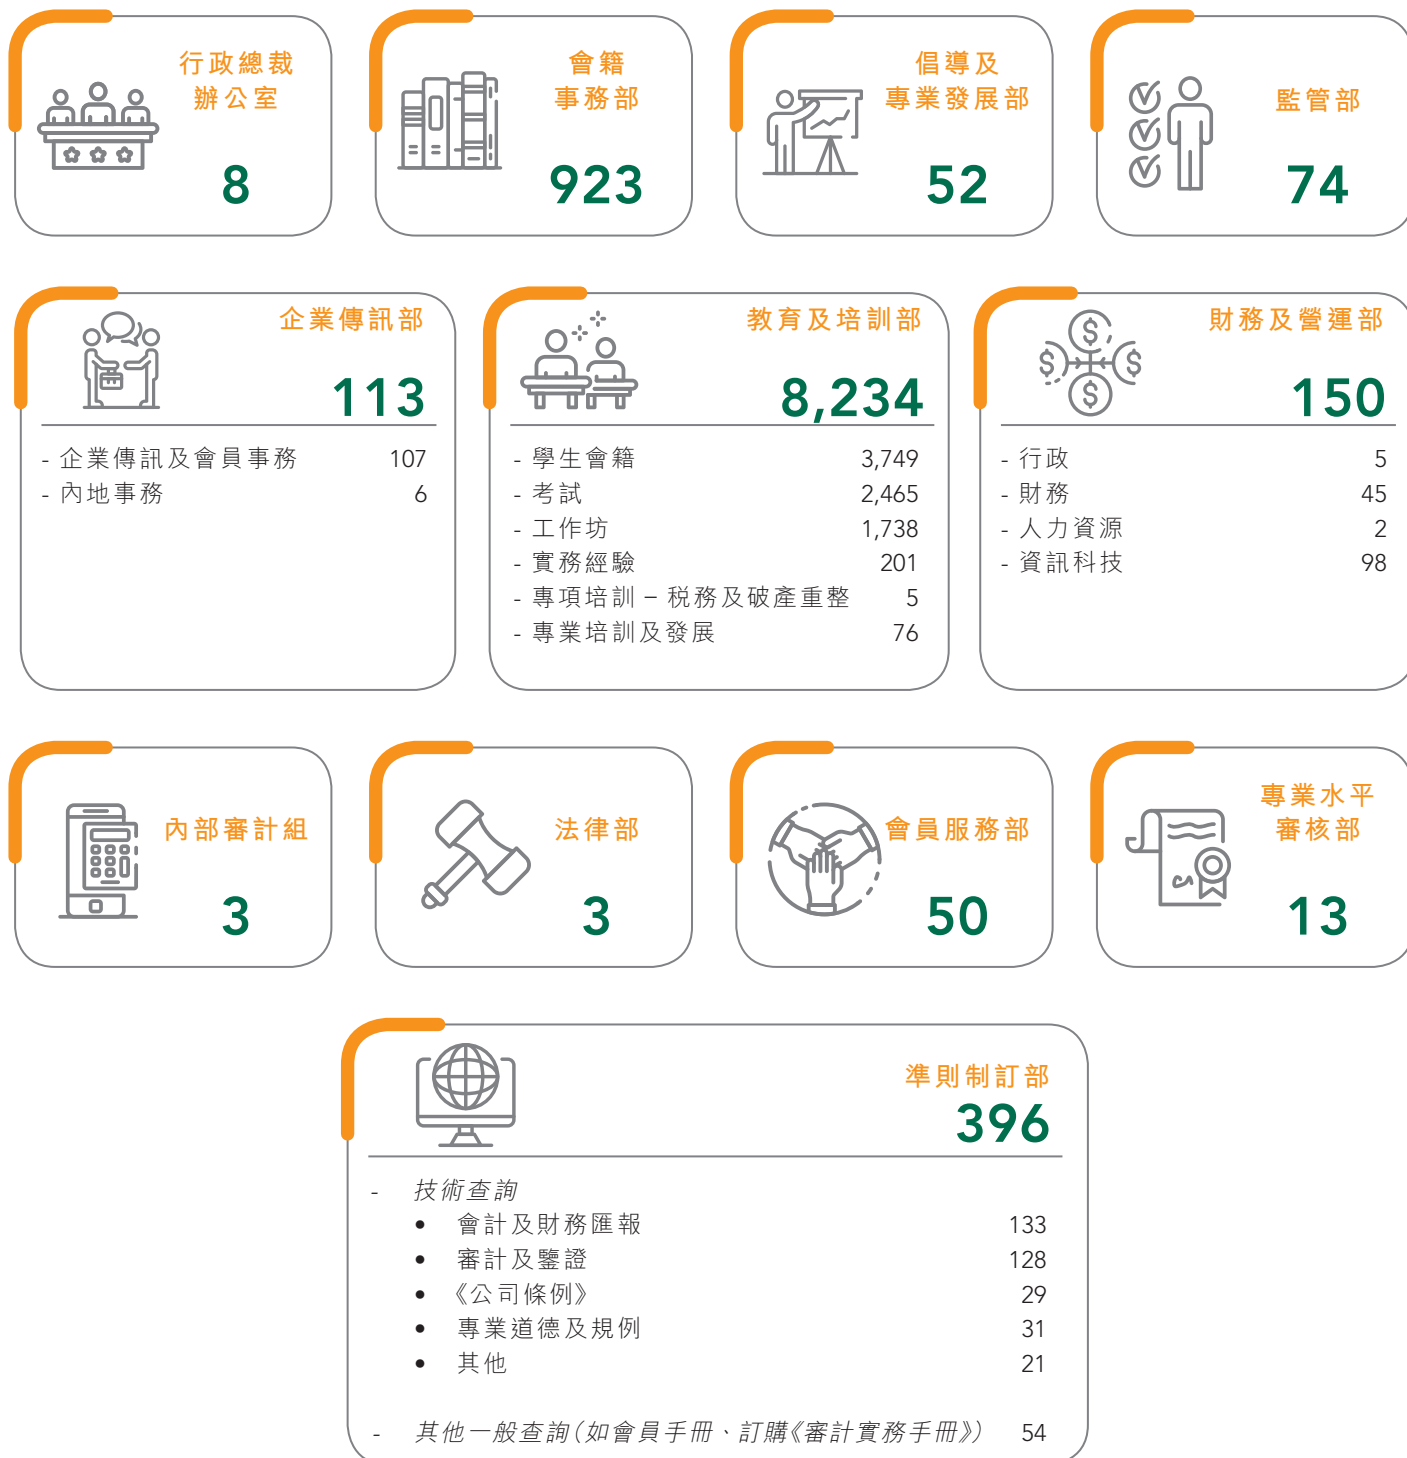 行政總裁
辦公室
8
會籍
事務部
923
倡導及
專業發展部
52
監管部
74
企業傳訊部
113
- 企業傳訊及會員事務 107
- 內地事務 6
教育及培訓部
8,234
- 學生會籍 3,749
- 考試 2,465
- 工作坊 1,738
- 實務經驗 201
- 專項培訓 – 税務及破產重整 5
- 專業培訓及發展 76
財務及營運部
150
- 行政 5
- 財務 45
- 人力資源 2
- 資訊科技 98
內部審計組
3
法律部
3
會員服務部
50
專業水平
審核部
13
準則制訂部
396
- 技術查詢
• 會計及財務匯報 133
• 審計及鑒證 128
• 《公司條例》 29
• 專業道德及規例 31
• 其他 21
- 其他一般查詢（如會員手冊、訂購《審計實務手冊》） 54